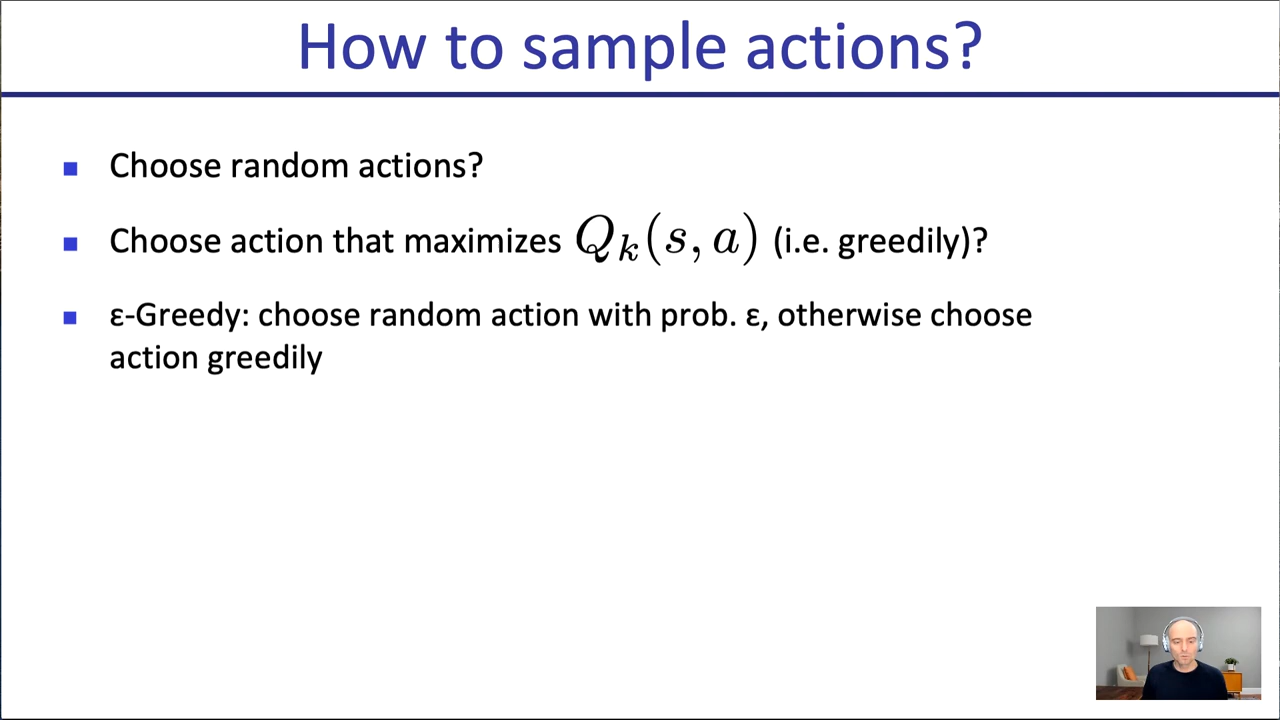 How to sample actions?
Choose random actions?
Choose action that maximizes Qₖ(s, a) (i.e. greedily)?
ε-Greedy: choose random action with prob. ε, otherwise choose
action greedily